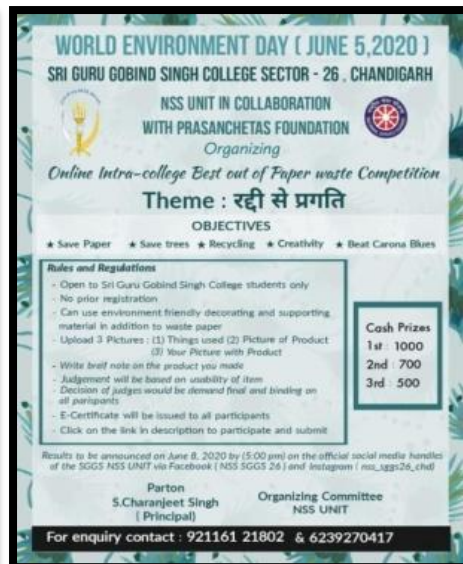 WORLD ENVIRONMENT DAY ( JUNE 5,2020 )
SRI GURU GOBIND SINGH COLLEGE SECTOR - 26 , CHANDIGARH
NSS UNIT IN COLLABORATION
WITH PRASANCHETAS FOUNDATION
Organizing
Online Intra-college Best out of Paper waste Competition
Theme : रद्दी से प्रगति
OBJECTIVES
★ Save Paper ★ Save trees ★ Recycling ★ Creativity ★ Beat Carona Blues
Rules and Regulations
- Open to Sri Guru Gobind Singh College students only
- No prior registration
- Can use environment friendly decorating and supporting
material in addition to waste paper
- Upload 3 Pictures : (1) Things used (2) Picture of Product
(3) Your Picture with Product
- Write breif note on the product you made
- Judgement will be based on usability of item
Decision of judges would be demand final and binding on
all parispants
- E-Certificate will be issued to all participants
- Click on the link in description to participate and submit
Cash Prizes
1st : 1000
2nd : 700
3rd : 500
Results to be announced on June 8, 2020 by (5:00 pm) on the official social media handles
of the SGGS NSS UNIT via Facebook ( NSS SGGS 26 ) and Instagram ( nss_sggs26_chd)
Parton
S.Charanjeet Singh
( Principal)
Organizing Committee
NSS UNIT
For enquiry contact : 921161 21802 & 6239270417